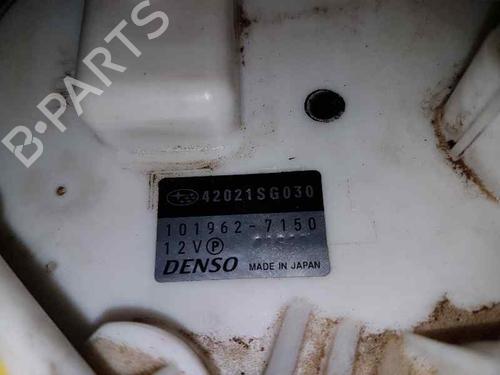 B-PARTS
42021SG030
101962-7150
12V Ⓟ
DENSO MADE IN JAPAN